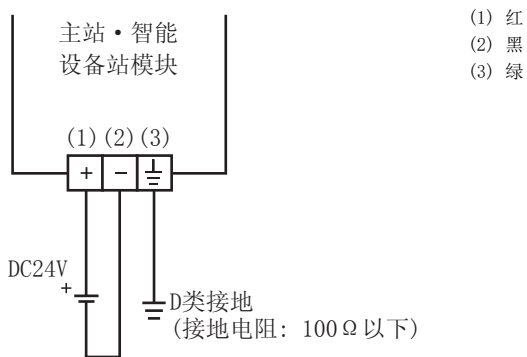 主站·智能
设备站模块
(1) 红
(2) 黑
(3) 绿
(1) (2) (3)
+ −
DC24V
+
D类接地
(接地电阻: 100Ω以下)